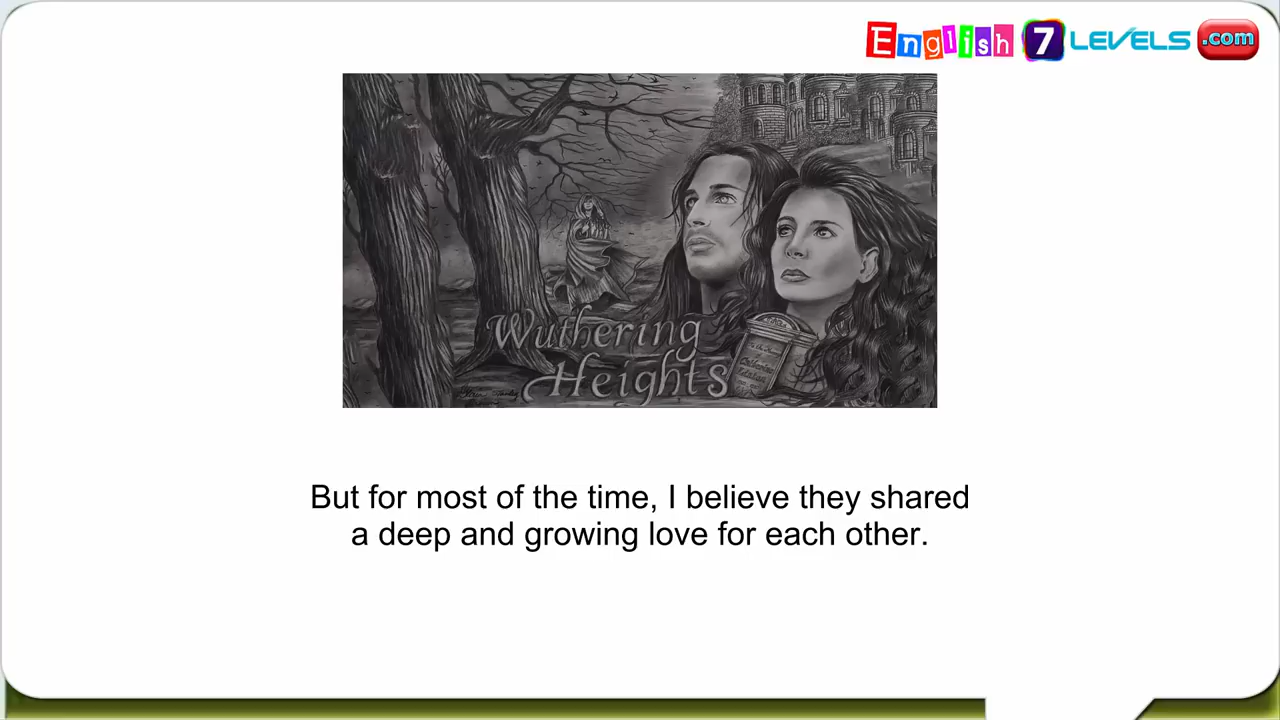 English 7 LEVELS .com
Wuthering
Heights
But for most of the time, I believe they shared
a deep and growing love for each other.